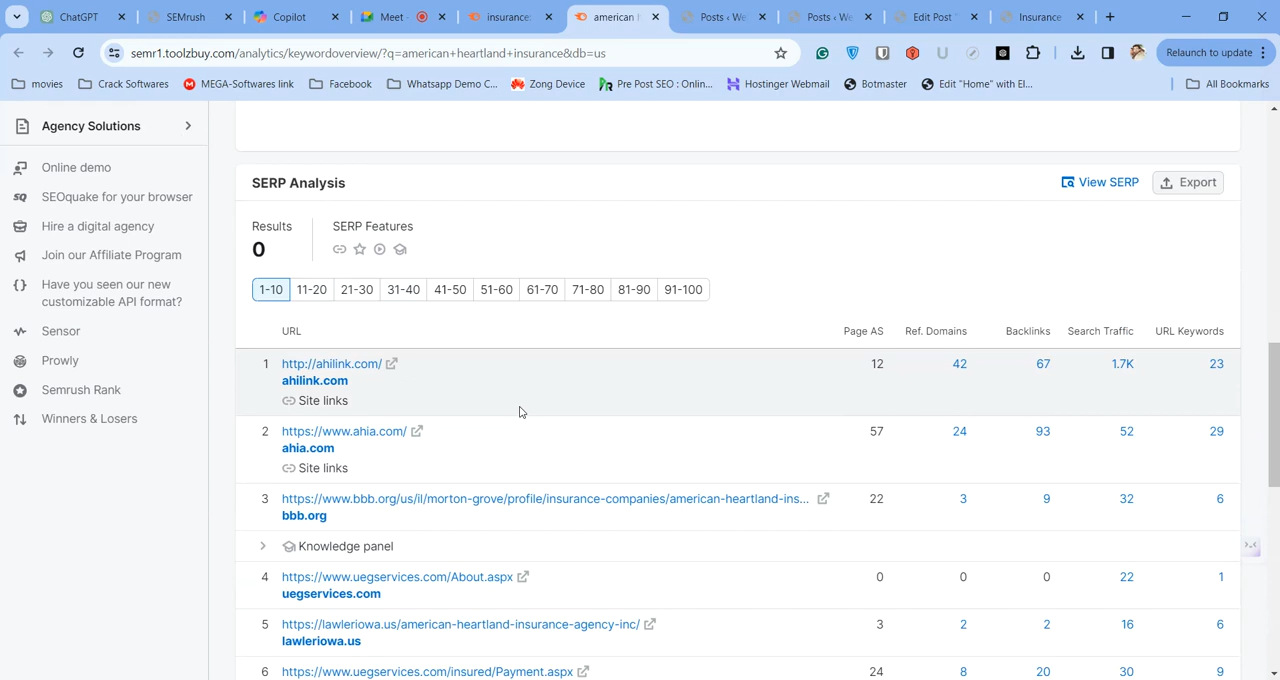 ChatGPT
SEMrush
Copilot
Meet -
insurance:
american h
Posts ‹ We
Posts ‹ We
Edit Post
Insurance
semr1.toolzbuy.com/analytics/keywordoverview/?q=american+heartland+insurance&db=us
Relaunch to update
movies
Crack Softwares
MEGA-Softwares link
Facebook
Whatsapp Demo C...
Zong Device
Pre Post SEO : Onlin...
Hostinger Webmail
Botmaster
Edit "Home" with El...
All Bookmarks
Agency Solutions
Online demo
SEOquake for your browser
Hire a digital agency
Join our Affiliate Program
Have you seen our new
customizable API format?
Sensor
Prowly
Semrush Rank
Winners & Losers
SERP Analysis
View SERP
Export
Results
SERP Features
0
1-10 11-20 21-30 31-40 41-50 51-60 61-70 71-80 81-90 91-100
URL Page AS Ref. Domains Backlinks Search Traffic URL Keywords
1 http://ahilink.com/ 12 42 67 1.7K 23
ahilink.com
Site links
2 https://www.ahia.com/ 57 24 93 52 29
ahia.com
Site links
3 https://www.bbb.org/us/il/morton-grove/profile/insurance-companies/american-heartland-ins... 22 3 9 32 6
bbb.org
Knowledge panel
4 https://www.uegservices.com/About.aspx 0 0 0 22 1
uegservices.com
5 https://lawleriowa.us/american-heartland-insurance-agency-inc/ 3 2 2 16 6
lawleriowa.us
6 https://www.uegservices.com/insured/Payment.aspx 24 8 20 30 9